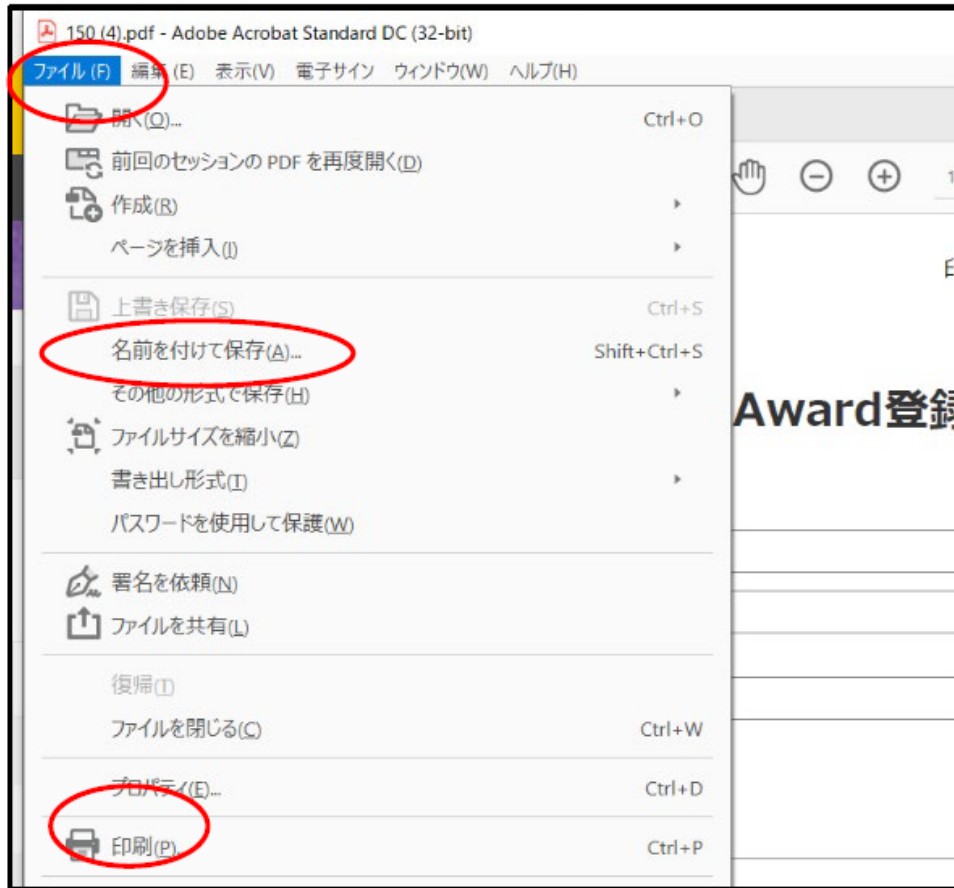 150 (4).pdf - Adobe Acrobat Standard DC (32-bit)
ファイル (F) 編集 (E) 表示(V) 電子サイン ウィンドウ(W) ヘルプ(H)
開く(O)... Ctrl+O
前回のセッションの PDF を再度開く(D)
作成(R)
ページを挿入(I)
上書き保存(S) Ctrl+S
名前を付けて保存(A)... Shift+Ctrl+S
その他の形式で保存(H)
Award登録
ファイルサイズを縮小(Z)
書き出し形式(T)
パスワードを使用して保護(W)
署名を依頼(N)
ファイルを共有(L)
復帰(T)
ファイルを閉じる(C) Ctrl+W
プロパティ(E)... Ctrl+D
印刷(P)... Ctrl+P